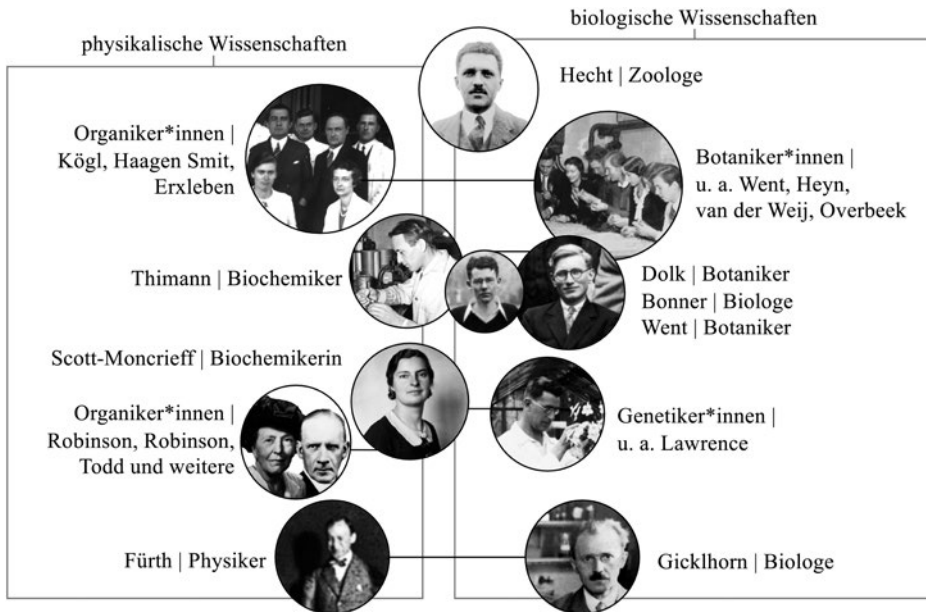 biologische Wissenschaften
physikalische Wissenschaften
Hecht | Zoologe
Organiker*innen |
Kögl, Haagen Smit,
Erxleben
Botaniker*innen |
u. a. Went, Heyn,
van der Weij, Overbeek
Thimann | Biochemiker
Dolk | Botaniker
Bonner | Biologe
Went | Botaniker
Scott-Moncrieff | Biochemikerin
Organiker*innen |
Robinson, Robinson,
Todd und weitere
Genetiker*innen |
u. a. Lawrence
Fürth | Physiker
Gicklhorn | Biologe